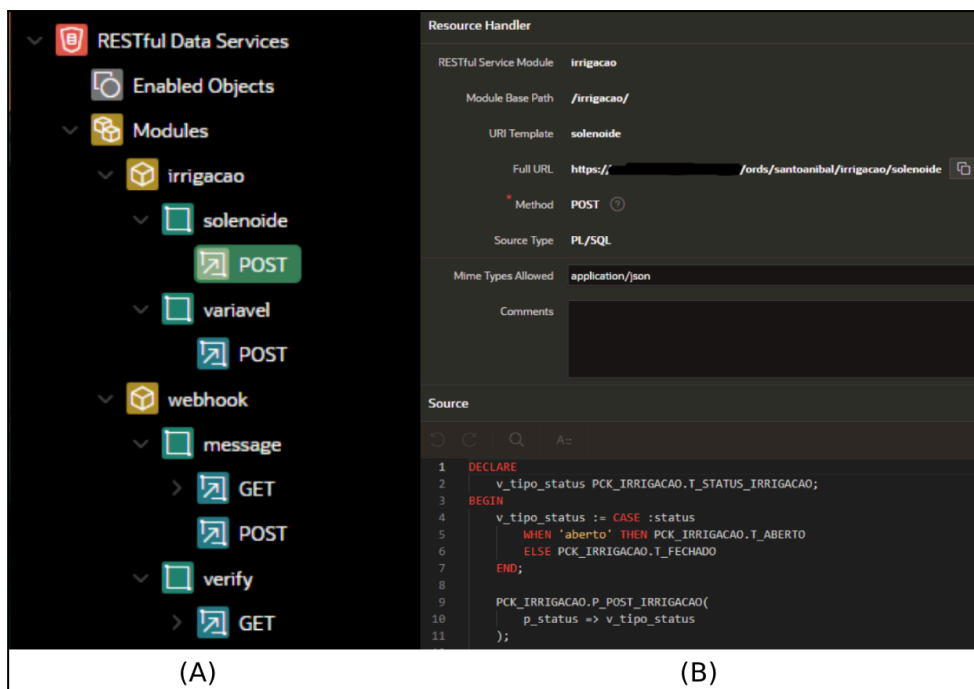 RESTful Data Services
Enabled Objects
Modules
irrigacao
solenoide
POST
variavel
POST
webhook
message
GET
POST
verify
GET
(A)
Resource Handler
RESTful Service Module irrigacao
Module Base Path /irrigacao/
URI Template solenoide
Full URL https:/ /ords/santoanibal/irrigacao/solenoide
* Method POST ?
Source Type PL/SQL
Mime Types Allowed application/json
Comments
Source
1 DECLARE
2 v_tipo_status PCK_IRRIGACAO.T_STATUS_IRRIGACAO;
3 BEGIN
4 v_tipo_status := CASE :status
5 WHEN 'aberto' THEN PCK_IRRIGACAO.T_ABERTO
6 ELSE PCK_IRRIGACAO.T_FECHADO
7 END;
8
9 PCK_IRRIGACAO.P_POST_IRRIGACAO(
10 p_status => v_tipo_status
11 );
(B)